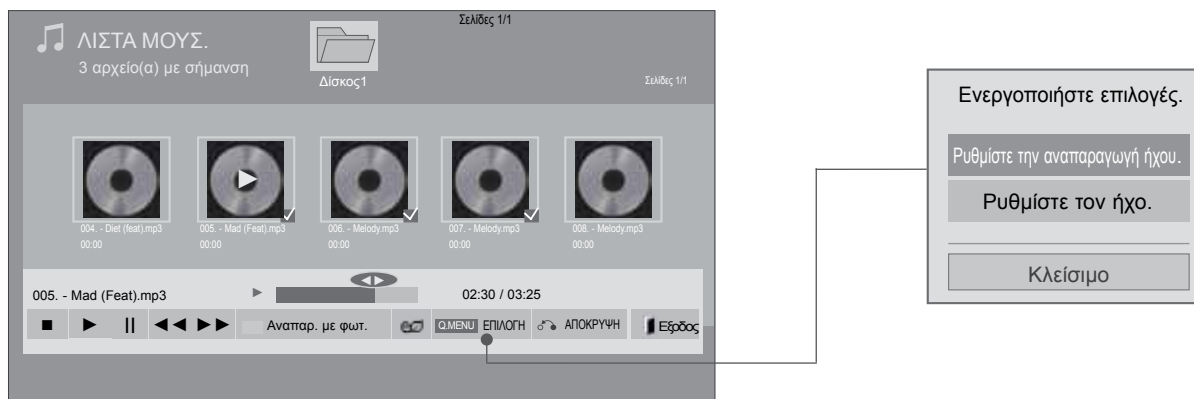 Σελίδες 1/1
ΛΙΣΤΑ ΜΟΥΣ.
3 αρχείο(α) με σήμανση
Δίσκος1
Σελίδες 1/1
004. - Diet (feat).mp3
00:00
005. - Mad (Feat).mp3
00:00
006. - Melody.mp3
00:00
007. - Melody.mp3
00:00
008. - Melody.mp3
00:00
005. - Mad (Feat).mp3
02:30 / 03:25
Αναπαρ. με φωτ.
Q.MENU ΕΠΙΛΟΓΗ
ΑΠΟΚΡΥΨΗ
Εξοδος
Ενεργοποιήστε επιλογές.
Ρυθμίστε την αναπαραγωγή ήχου.
Ρυθμίστε τον ήχο.
Κλείσιμο